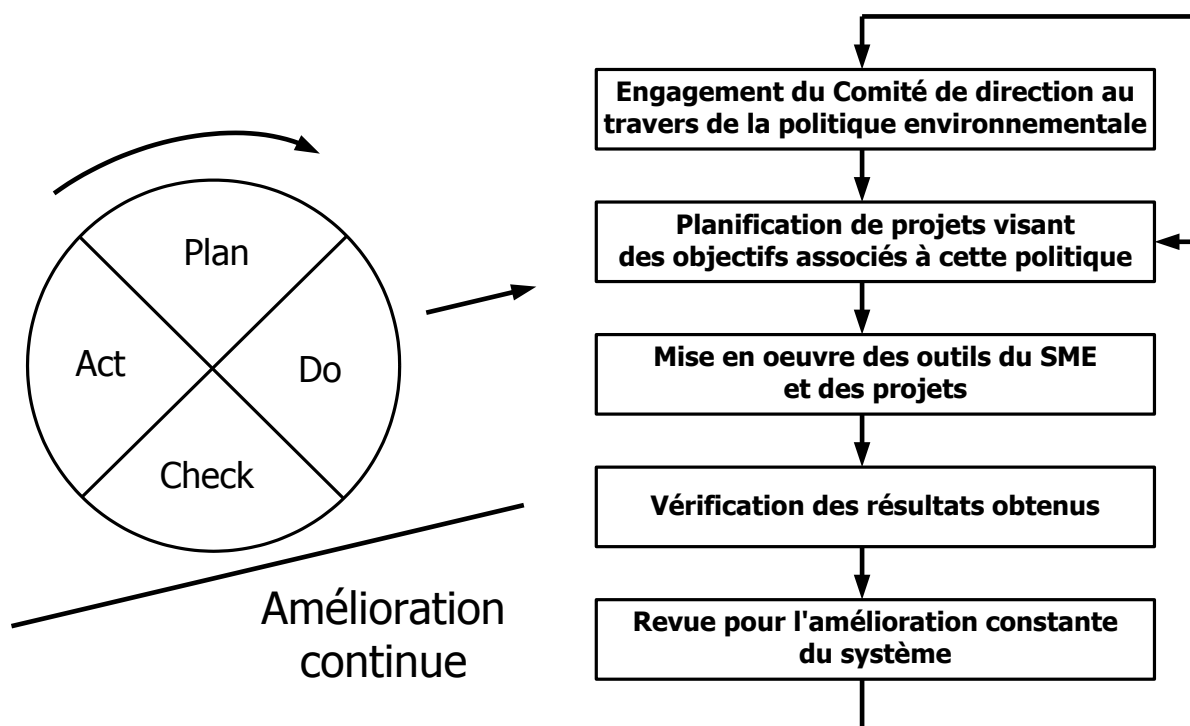 Plan
Act
Do
Check
Amélioration
continue
Engagement du Comité de direction au
travers de la politique environnementale
Planification de projets visant
des objectifs associés à cette politique
Mise en oeuvre des outils du SME
et des projets
Vérification des résultats obtenus
Revue pour l'amélioration constante
du système